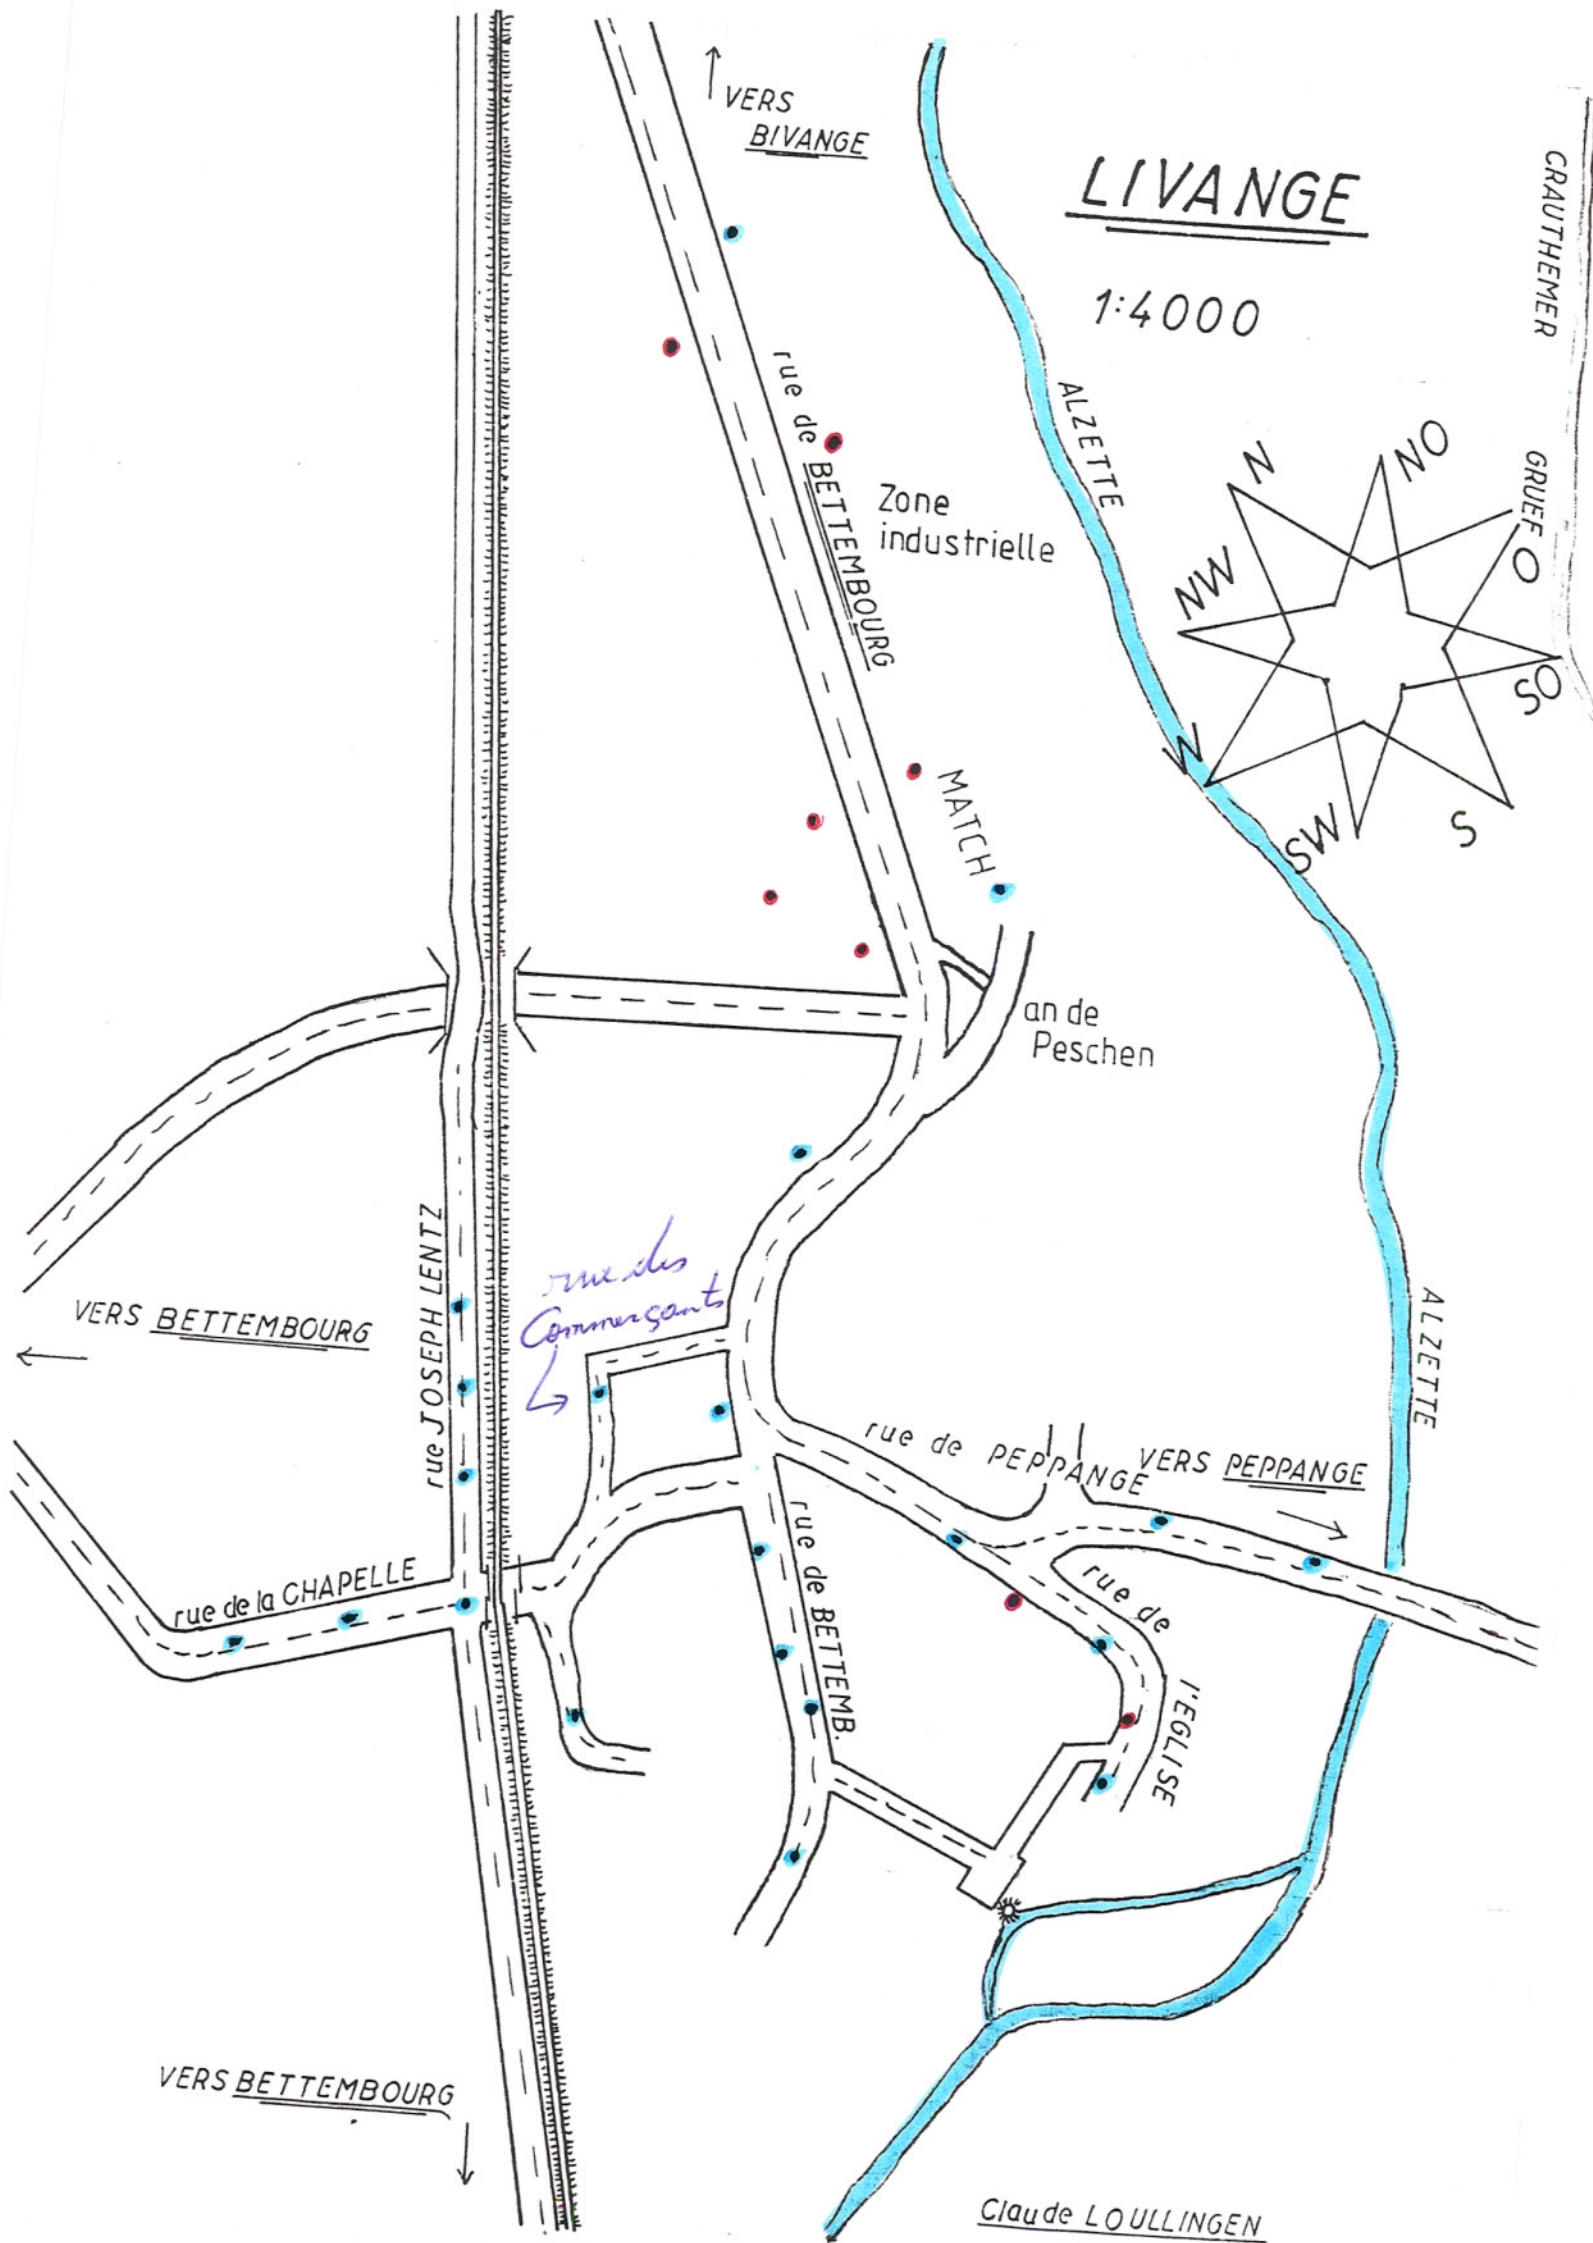 VERS
BIVANGE
LIVANGE
1:4000
CRAUTHEMER
GRUEF
ALZETTE
rue de BETTEMBOURG
Zone
industrielle
N
NO
O
SO
S
SW
W
NW
MATCH
an de
Peschen
rue JOSEPH LENTZ
rue des
Commerçants
VERS BETTEMBOURG
ALZETTE
rue de PEPPANGE
VERS PEPPANGE
rue de la CHAPELLE
rue de BETTEMB.
rue de
l'EGLISE
VERS BETTEMBOURG
Claude LOULLINGEN